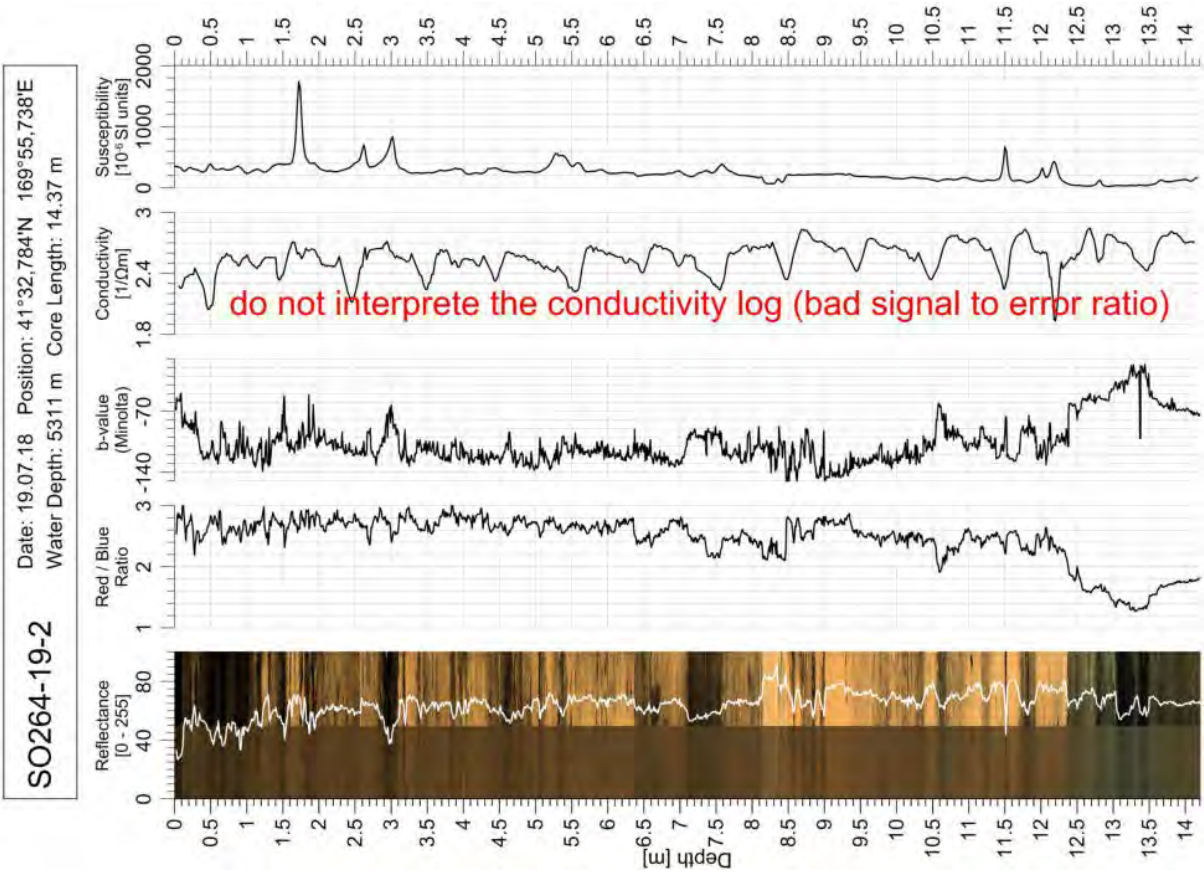 SO264-19-2
Date: 19.07.18 Position: 41°32,784'N 169°55,738'E
Water Depth: 5311 m Core Length: 14.37 m
0 0.5 1 1.5 2 2.5 3 3.5 4 4.5 5 5.5 6 6.5 7 7.5 8 8.5 9 9.5 10 10.5 11 11.5 12 12.5 13 13.5 14
Susceptibility
[10⁻⁶ SI units]
0 1000 2000
Conductivity
[1/Ωm]
1.8 2.4 3
do not interprete the conductivity log (bad signal to error ratio)
b-value
(Minolta)
-140 -70
Red / Blue
Ratio
1 2 3
Reflectance
[0 - 255]
0 40 80
0 0.5 1 1.5 2 2.5 3 3.5 4 4.5 5 5.5 6 6.5 7 7.5 8 8.5 9 9.5 10 10.5 11 11.5 12 12.5 13 13.5 14
Depth
[m]